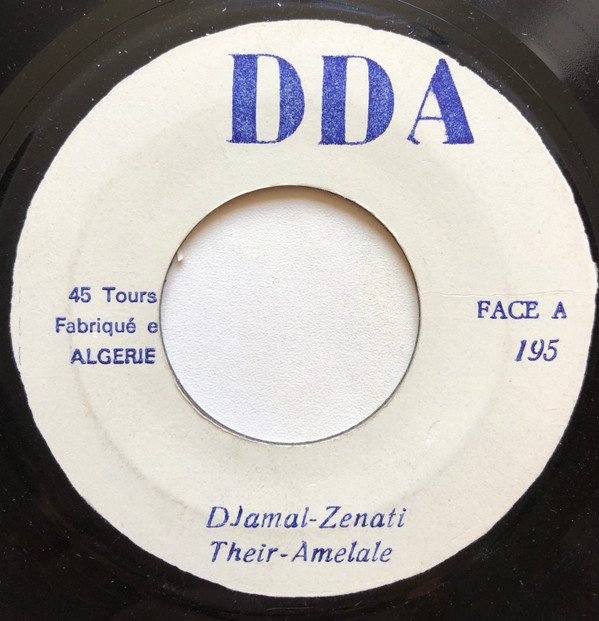 DDA
45 Tours
Fabriqué e
ALGERIE
FACE A
195
DJamal-Zenati
Their-Amelale